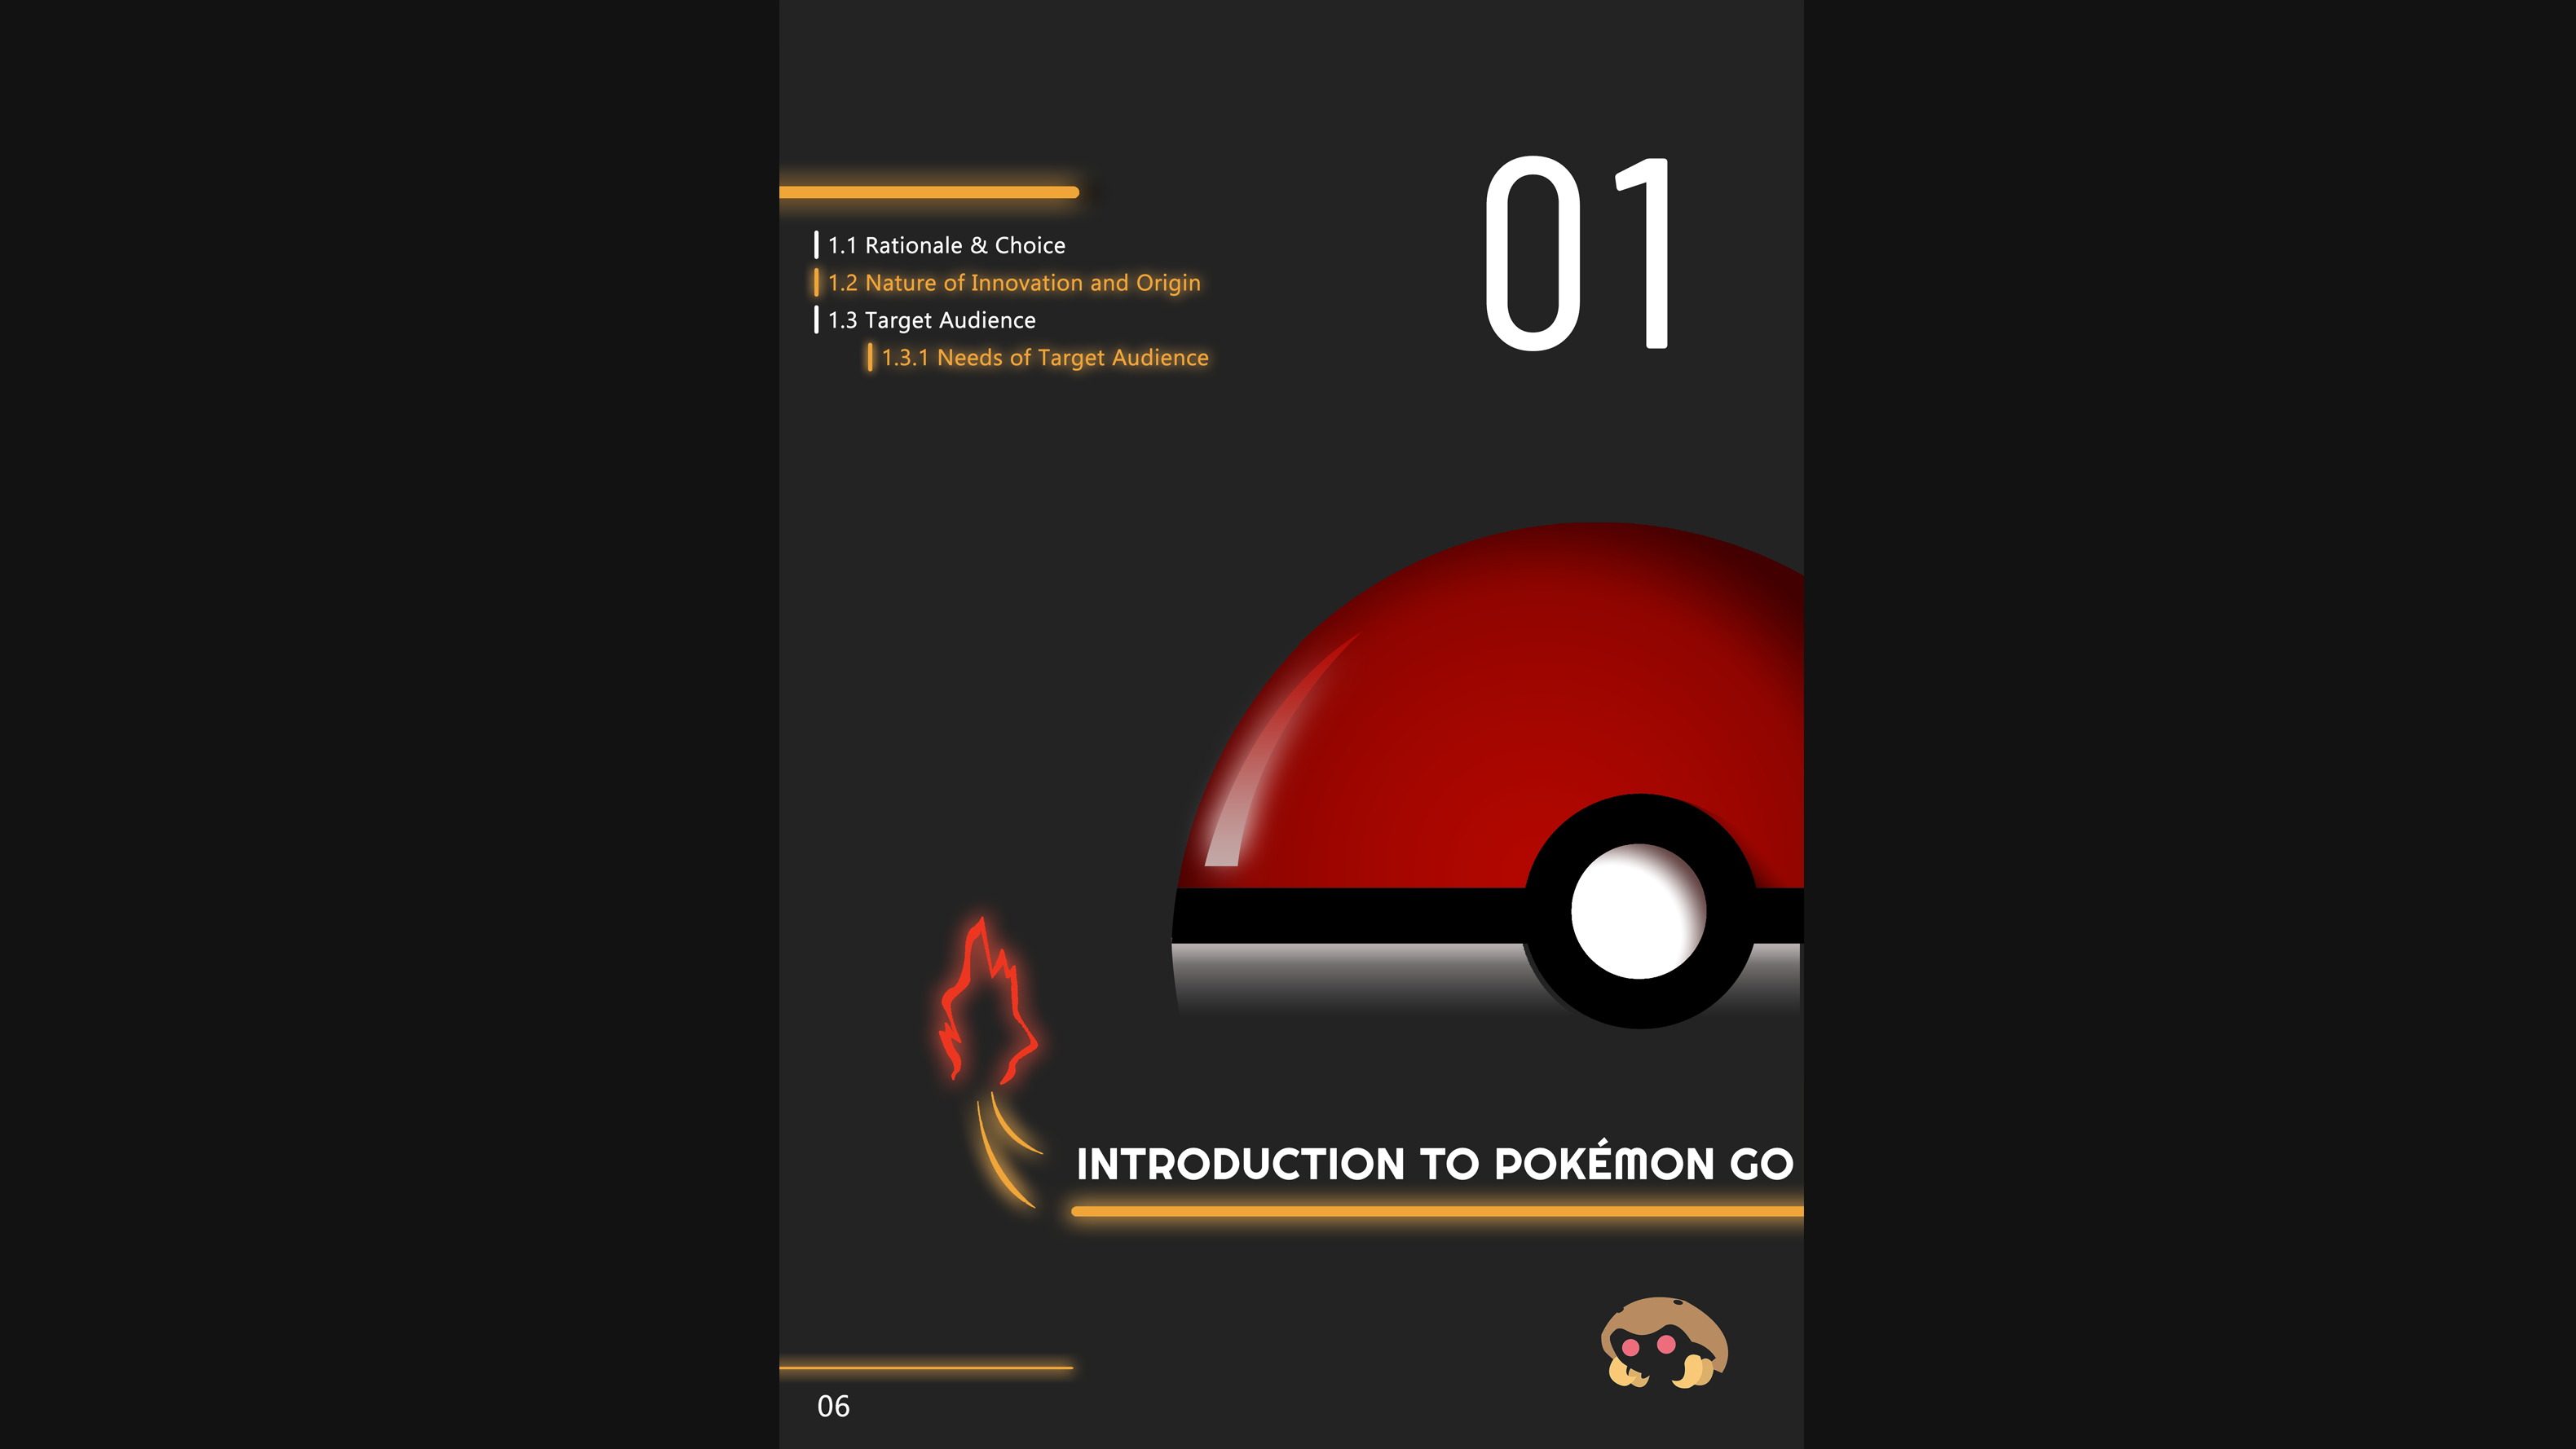 01
1.1 Rationale & Choice
1.2 Nature of Innovation and Origin
1.3 Target Audience
1.3.1 Needs of Target Audience
INTRODUCTION TO POKÉMON GO
06